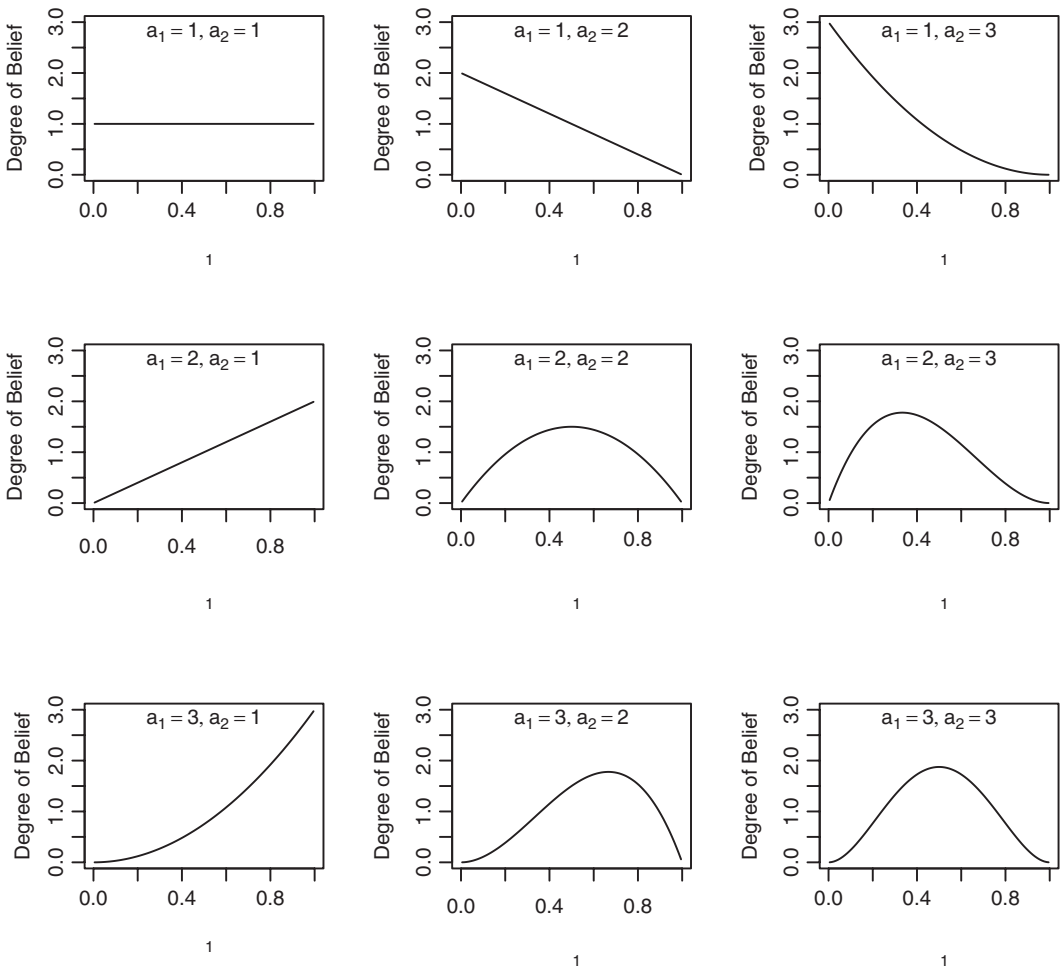 a₁ = 1, a₂ = 1
Degree of Belief
0.0 1.0 2.0 3.0
0.0 0.4 0.8
1
a₁ = 1, a₂ = 2
Degree of Belief
0.0 1.0 2.0 3.0
0.0 0.4 0.8
1
a₁ = 1, a₂ = 3
Degree of Belief
0.0 1.0 2.0 3.0
0.0 0.4 0.8
1
a₁ = 2, a₂ = 1
Degree of Belief
0.0 1.0 2.0 3.0
0.0 0.4 0.8
1
a₁ = 2, a₂ = 2
Degree of Belief
0.0 1.0 2.0 3.0
0.0 0.4 0.8
1
a₁ = 2, a₂ = 3
Degree of Belief
0.0 1.0 2.0 3.0
0.0 0.4 0.8
1
a₁ = 3, a₂ = 1
Degree of Belief
0.0 1.0 2.0 3.0
0.0 0.4 0.8
1
a₁ = 3, a₂ = 2
Degree of Belief
0.0 1.0 2.0 3.0
0.0 0.4 0.8
1
a₁ = 3, a₂ = 3
Degree of Belief
0.0 1.0 2.0 3.0
0.0 0.4 0.8
1